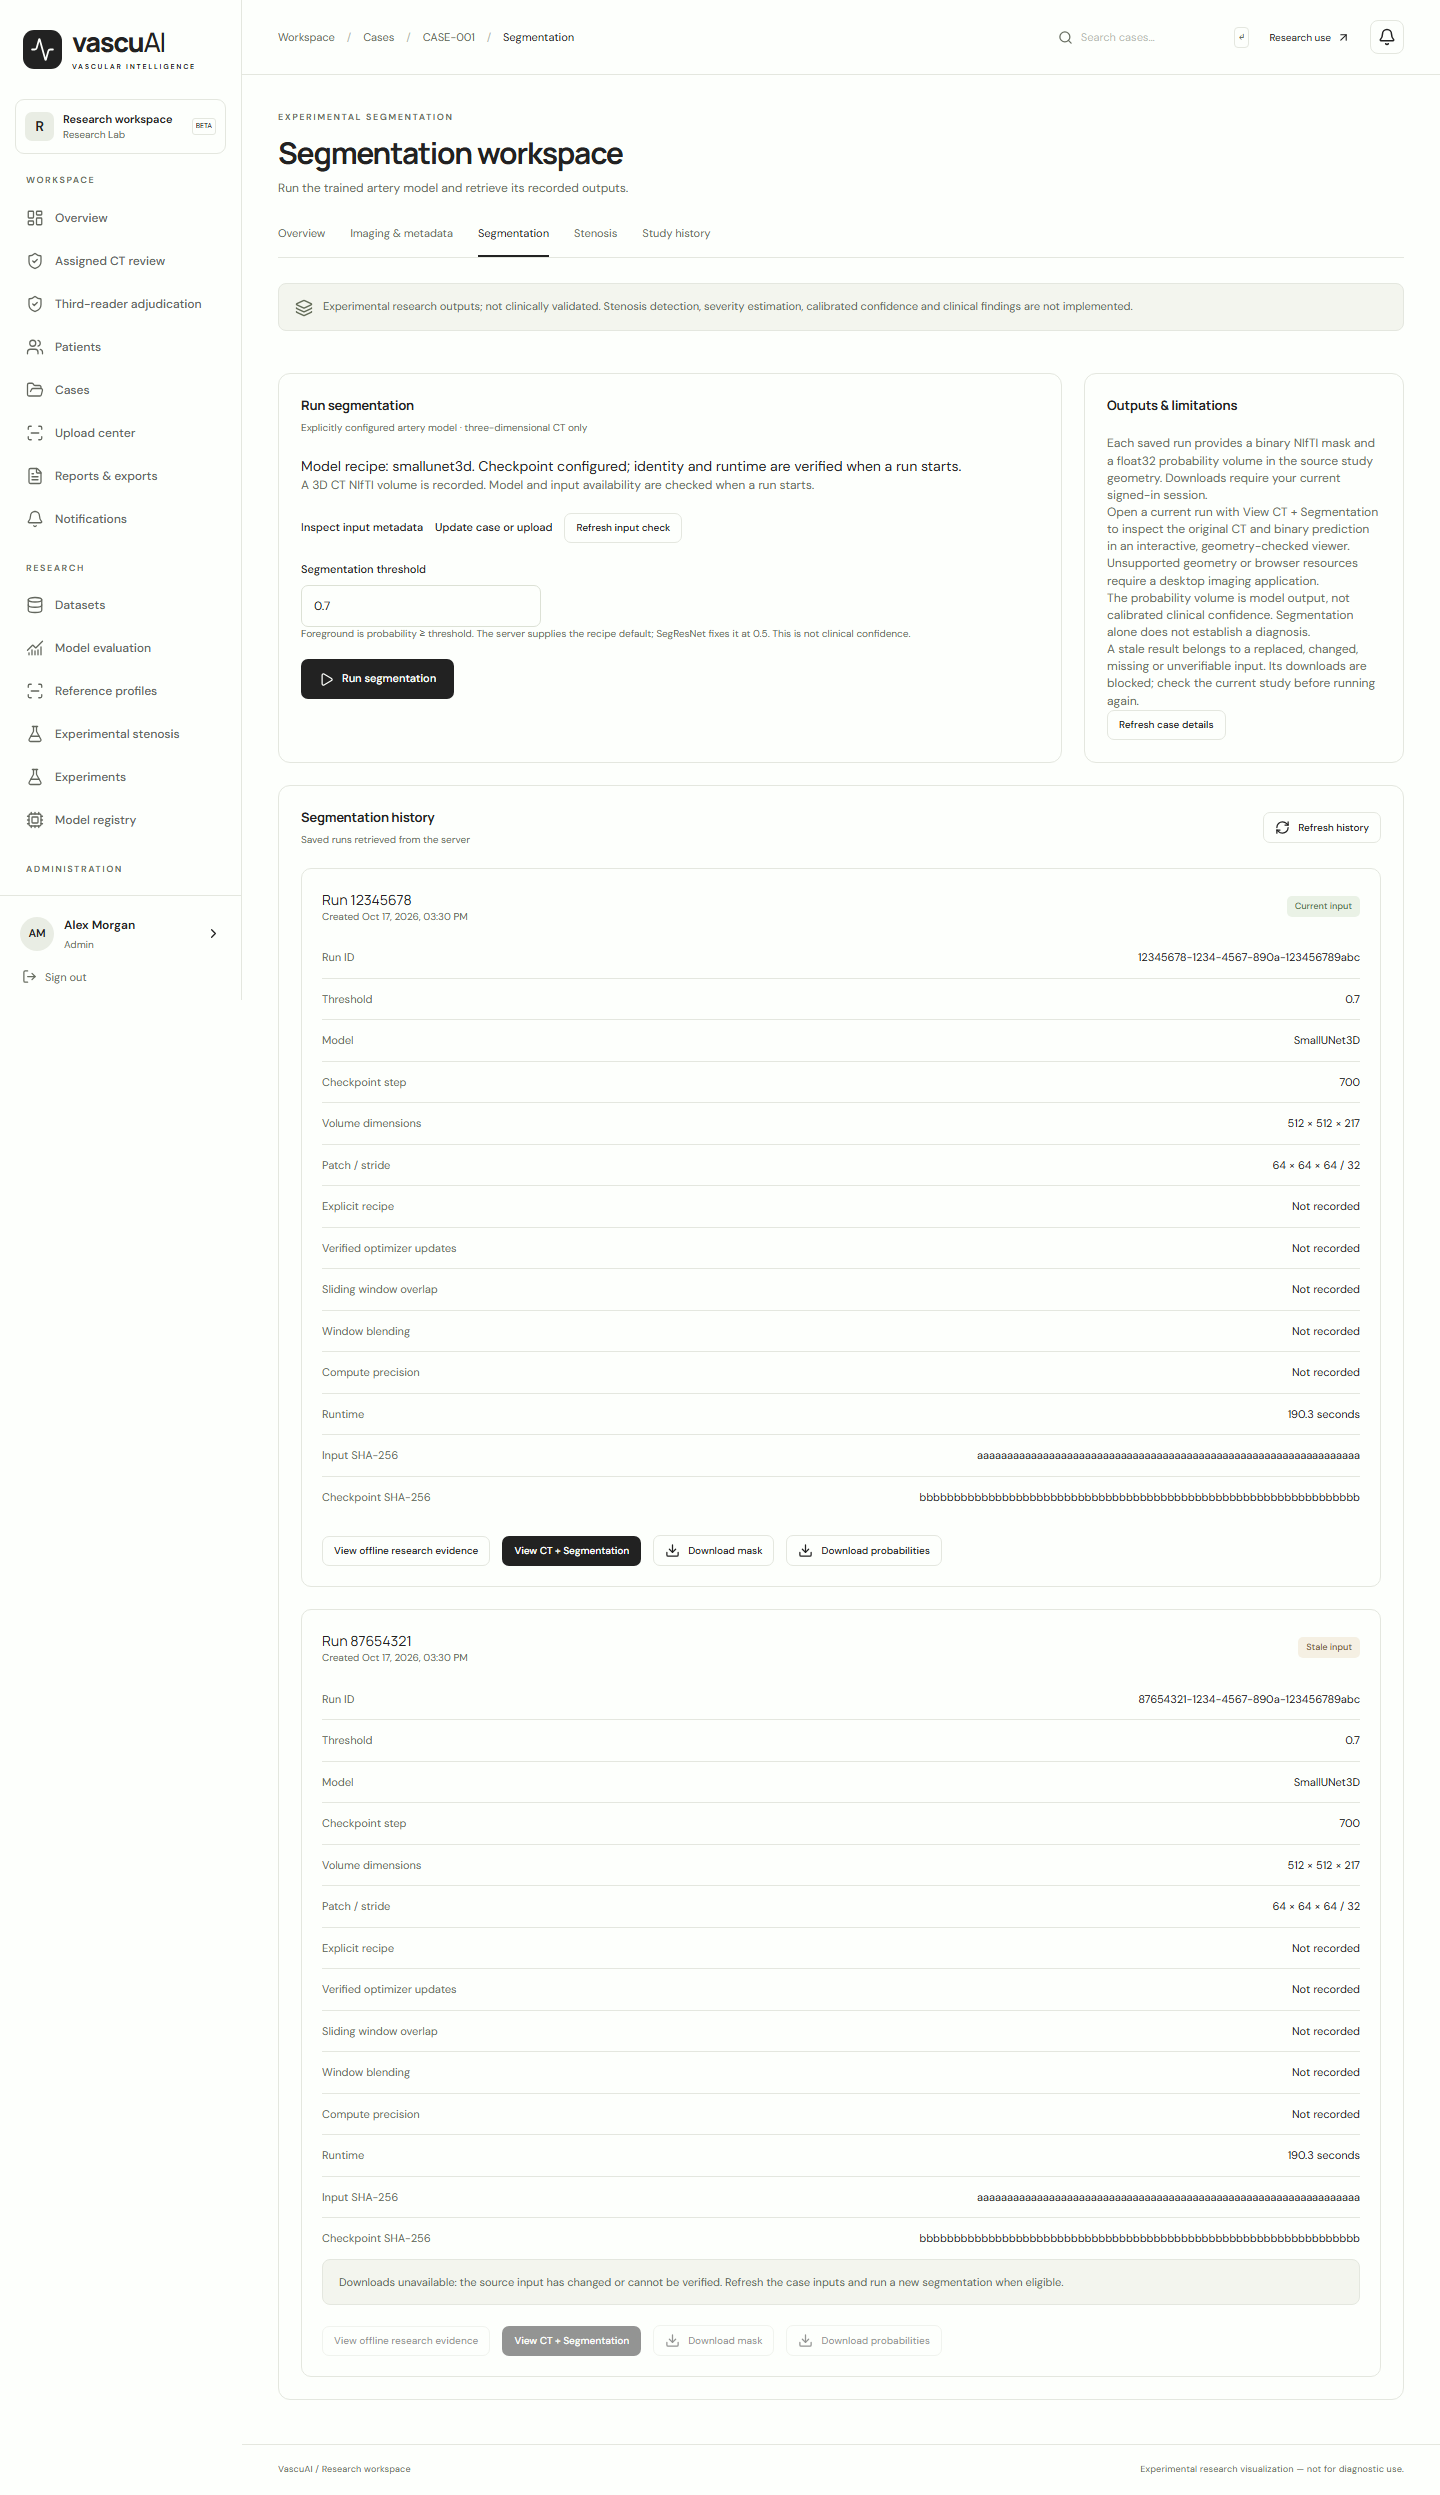 vascuAI
VASCULAR INTELLIGENCE
R
Research workspace
Research Lab
BETA
WORKSPACE
Overview
Assigned CT review
Third-reader adjudication
Patients
Cases
Upload center
Reports & exports
Notifications
RESEARCH
Datasets
Model evaluation
Reference profiles
Experimental stenosis
Experiments
Model registry
ADMINISTRATION
AM
Alex Morgan
Admin
Sign out
Workspace / Cases / CASE-001 / Segmentation
Search cases...
Research use
EXPERIMENTAL SEGMENTATION
Segmentation workspace
Run the trained artery model and retrieve its recorded outputs.
Overview Imaging & metadata Segmentation Stenosis Study history
Experimental research outputs; not clinically validated. Stenosis detection, severity estimation, calibrated confidence and clinical findings are not implemented.
Run segmentation
Explicitly configured artery model · three-dimensional CT only
Model recipe: smallunet3d. Checkpoint configured; identity and runtime are verified when a run starts.
A 3D CT NIfTI volume is recorded. Model and input availability are checked when a run starts.
Inspect input metadata Update case or upload Refresh input check
Segmentation threshold
0.7
Foreground is probability ≥ threshold. The server supplies the recipe default; SegResNet fixes it at 0.5. This is not clinical confidence.
Run segmentation
Outputs & limitations
Each saved run provides a binary NIfTI mask and
a float32 probability volume in the source study
geometry. Downloads require your current
signed-in session.
Open a current run with View CT + Segmentation
to inspect the original CT and binary prediction
in an interactive, geometry-checked viewer.
Unsupported geometry or browser resources
require a desktop imaging application.
The probability volume is model output, not
calibrated clinical confidence. Segmentation
alone does not establish a diagnosis.
A stale result belongs to a replaced, changed,
missing or unverifiable input. Its downloads are
blocked; check the current study before running
again.
Refresh case details
Segmentation history
Saved runs retrieved from the server
Refresh history
Run 12345678
Created Oct 17, 2026, 03:30 PM
Current input
Run ID 12345678-1234-4567-890a-123456789abc
Threshold 0.7
Model SmallUNet3D
Checkpoint step 700
Volume dimensions 512 × 512 × 217
Patch / stride 64 × 64 × 64 / 32
Explicit recipe Not recorded
Verified optimizer updates Not recorded
Sliding window overlap Not recorded
Window blending Not recorded
Compute precision Not recorded
Runtime 190.3 seconds
Input SHA-256 aaaaaaaaaaaaaaaaaaaaaaaaaaaaaaaaaaaaaaaaaaaaaaaaaaaaaaaaaaaaaaaa
Checkpoint SHA-256 bbbbbbbbbbbbbbbbbbbbbbbbbbbbbbbbbbbbbbbbbbbbbbbbbbbbbbbbbbbbbbbb
View offline research evidence View CT + Segmentation Download mask Download probabilities
Run 87654321
Created Oct 17, 2026, 03:30 PM
Stale input
Run ID 87654321-1234-4567-890a-123456789abc
Threshold 0.7
Model SmallUNet3D
Checkpoint step 700
Volume dimensions 512 × 512 × 217
Patch / stride 64 × 64 × 64 / 32
Explicit recipe Not recorded
Verified optimizer updates Not recorded
Sliding window overlap Not recorded
Window blending Not recorded
Compute precision Not recorded
Runtime 190.3 seconds
Input SHA-256 aaaaaaaaaaaaaaaaaaaaaaaaaaaaaaaaaaaaaaaaaaaaaaaaaaaaaaaaaaaaaaaa
Checkpoint SHA-256 bbbbbbbbbbbbbbbbbbbbbbbbbbbbbbbbbbbbbbbbbbbbbbbbbbbbbbbbbbbbbbbb
Downloads unavailable: the source input has changed or cannot be verified. Refresh the case inputs and run a new segmentation when eligible.
View offline research evidence View CT + Segmentation Download mask Download probabilities
VascuAI / Research workspace
Experimental research visualization — not for diagnostic use.